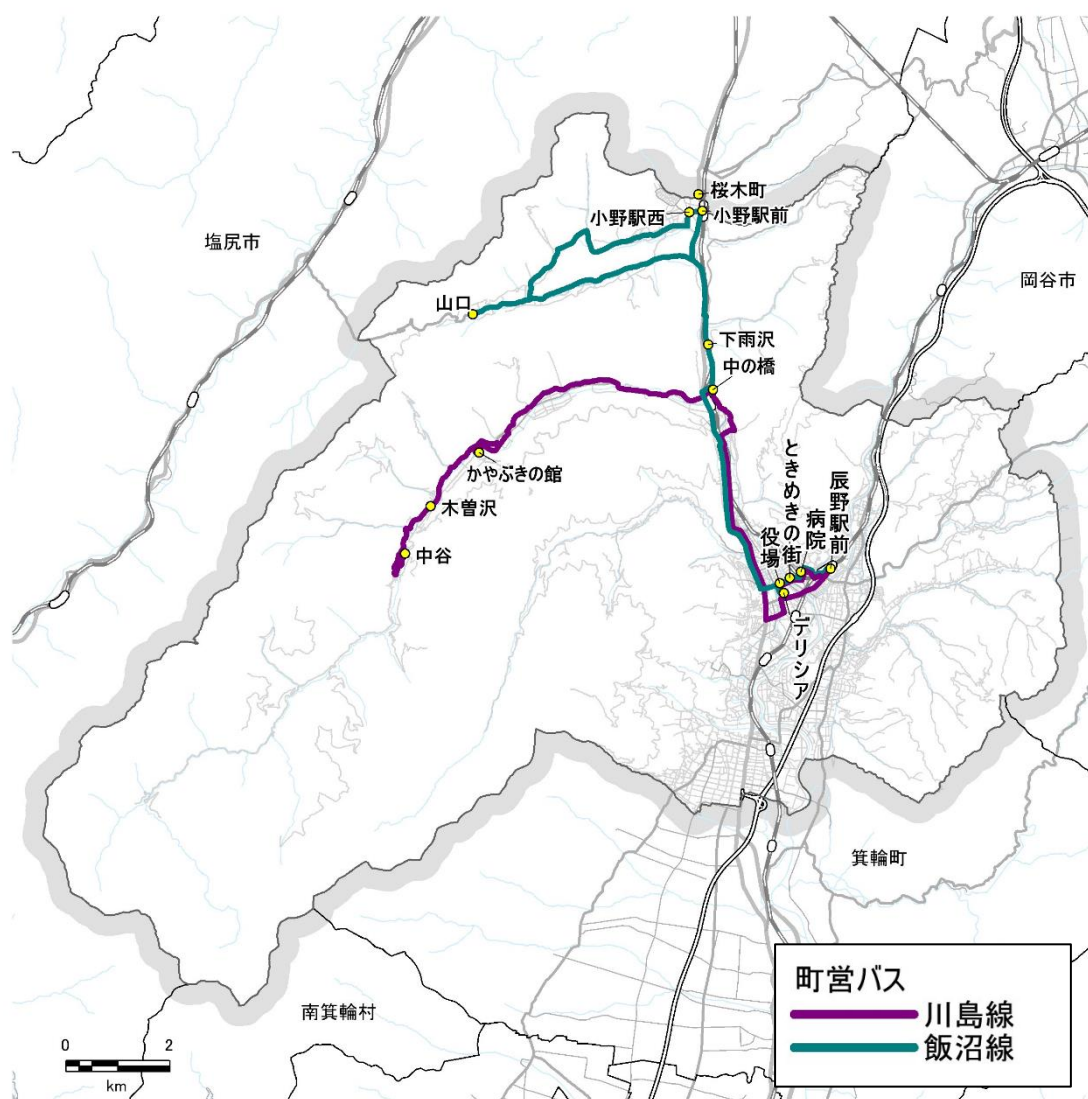 桜木町
小野駅西
小野駅前
塩尻市
岡谷市
山口
下雨沢
中の橋
かやぶきの館
木曽沢
中谷
ときめきの街
役場
病院
辰野駅前
デリシア
箕輪町
南箕輪村
0 2
km
町営バス
川島線
飯沼線